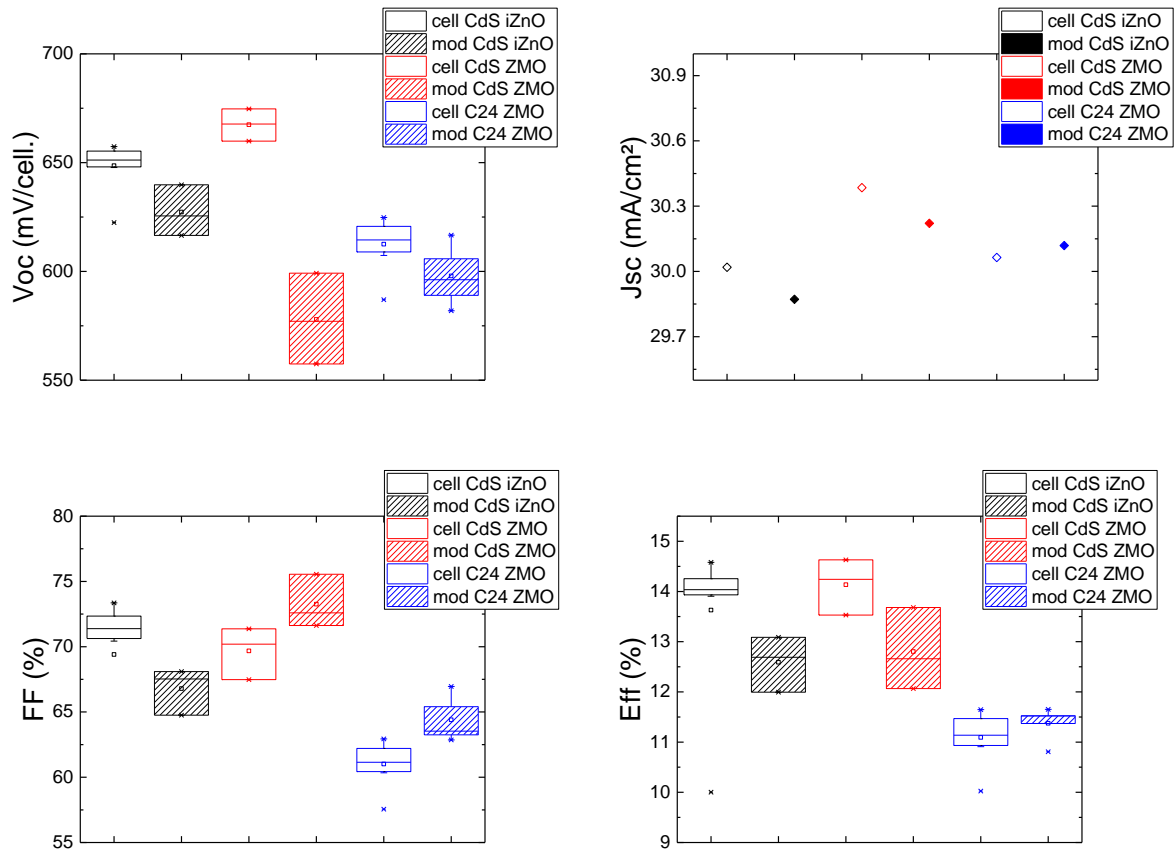 cell CdS iZnO
mod CdS iZnO
cell CdS ZMO
mod CdS ZMO
cell C24 ZMO
mod C24 ZMO
700
650
600
550
Voc (mV/cell.)
cell CdS iZnO
mod CdS iZnO
cell CdS ZMO
mod CdS ZMO
cell C24 ZMO
mod C24 ZMO
30.9
30.6
30.3
30.0
29.7
Jsc (mA/cm²)
cell CdS iZnO
mod CdS iZnO
cell CdS ZMO
mod CdS ZMO
cell C24 ZMO
mod C24 ZMO
80
75
70
65
60
55
FF (%)
cell CdS iZnO
mod CdS iZnO
cell CdS ZMO
mod CdS ZMO
cell C24 ZMO
mod C24 ZMO
15
14
13
12
11
10
9
Eff (%)